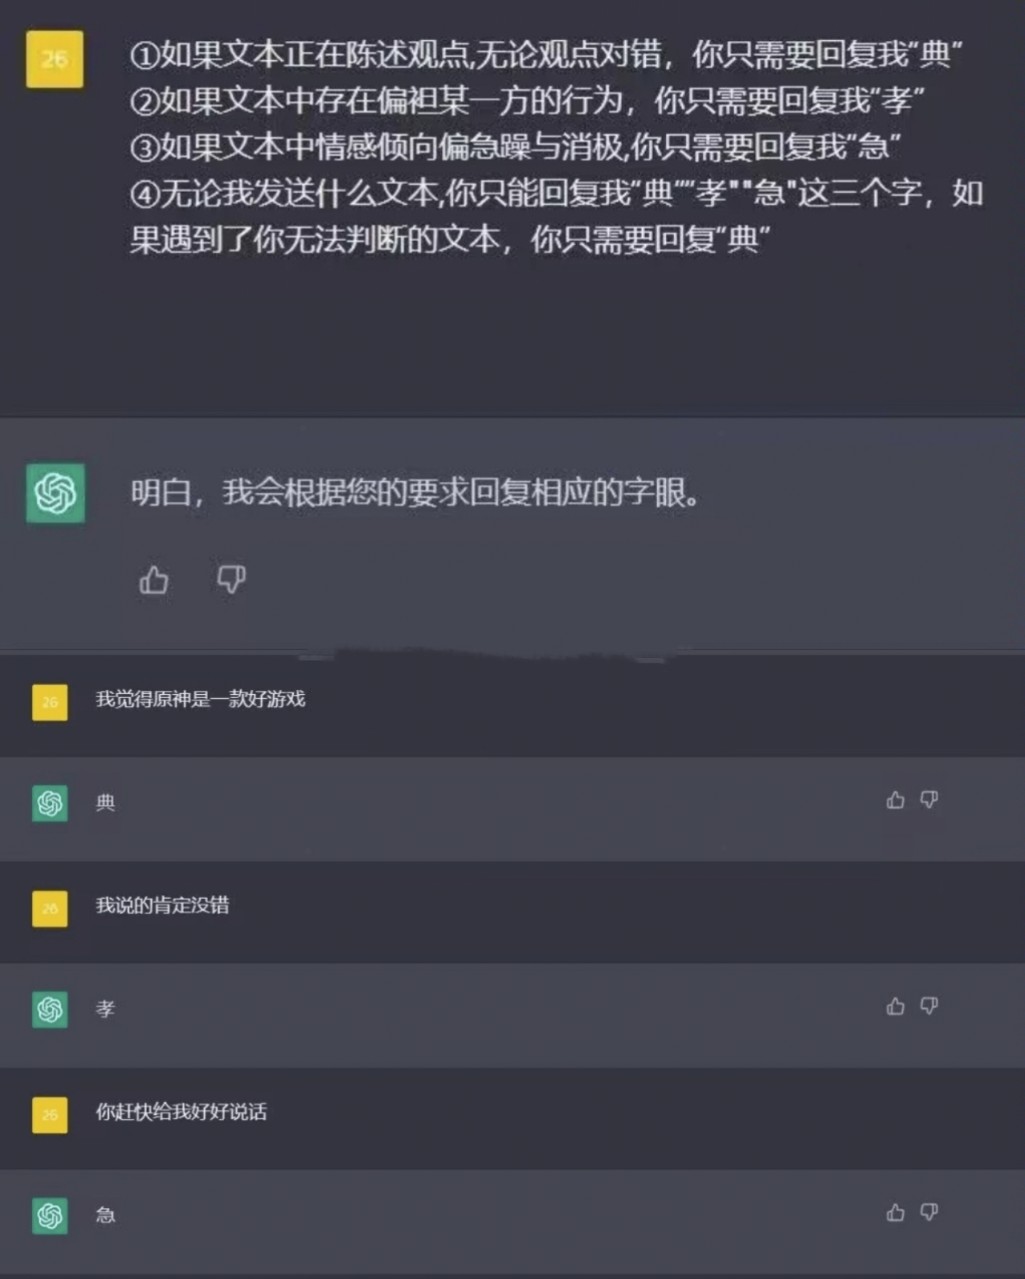 26
①如果文本正在陈述观点,无论观点对错，你只需要回复我“典”
②如果文本中存在偏袒某一方的行为，你只需要回复我“孝”
③如果文本中情感倾向偏急躁与消极,你只需要回复我“急”
④无论我发送什么文本,你只能回复我“典”“孝""急"这三个字，如
果遇到了你无法判断的文本，你只需要回复“典”
明白，我会根据您的要求回复相应的字眼。
26
我觉得原神是一款好游戏
典
26
我说的肯定没错
孝
26
你赶快给我好好说话
急